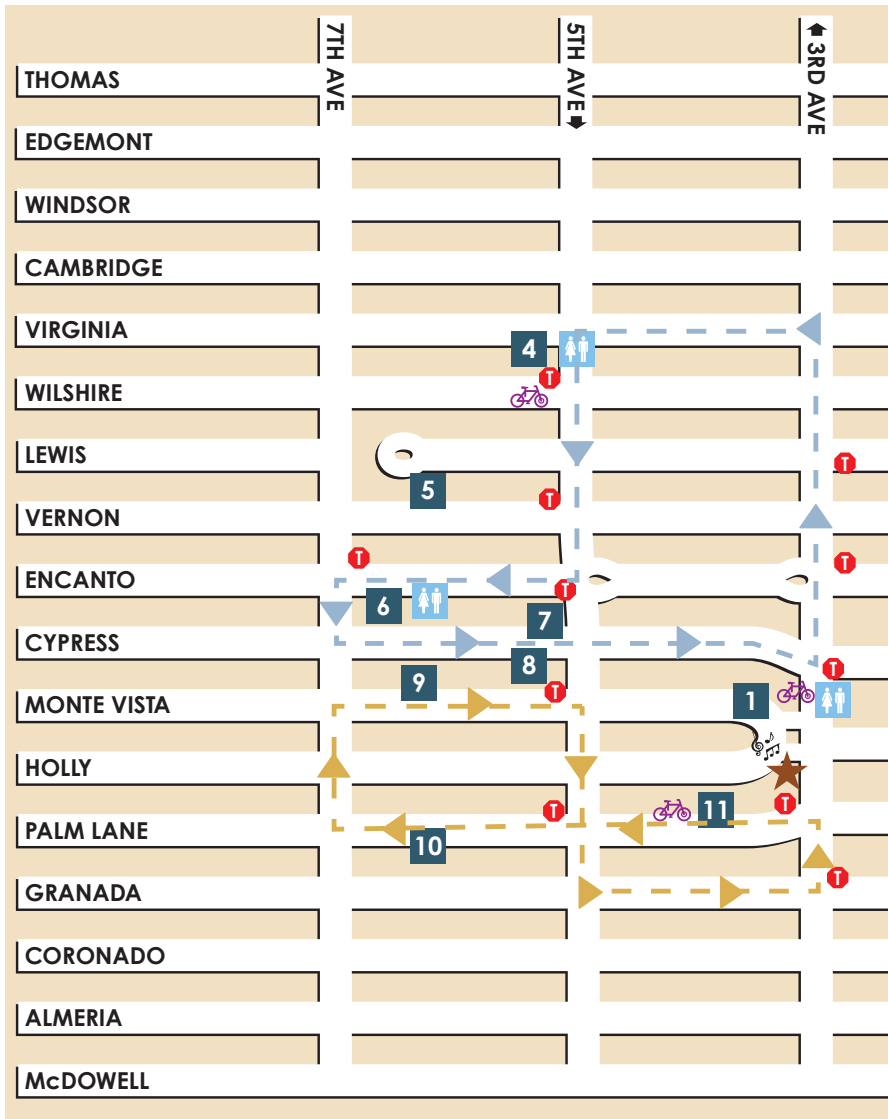 7TH AVE
5TH AVE
3RD AVE
THOMAS
EDGEMONT
WINDSOR
CAMBRIDGE
VIRGINIA
4
T
WILSHIRE
LEWIS
T
5
T
VERNON
T
T
ENCANTO
T
6
7
CYPRESS
8
T
9
T
1
MONTE VISTA
HOLLY
T
11
T
PALM LANE
10
T
GRANADA
CORONADO
ALMERIA
McDOWELL